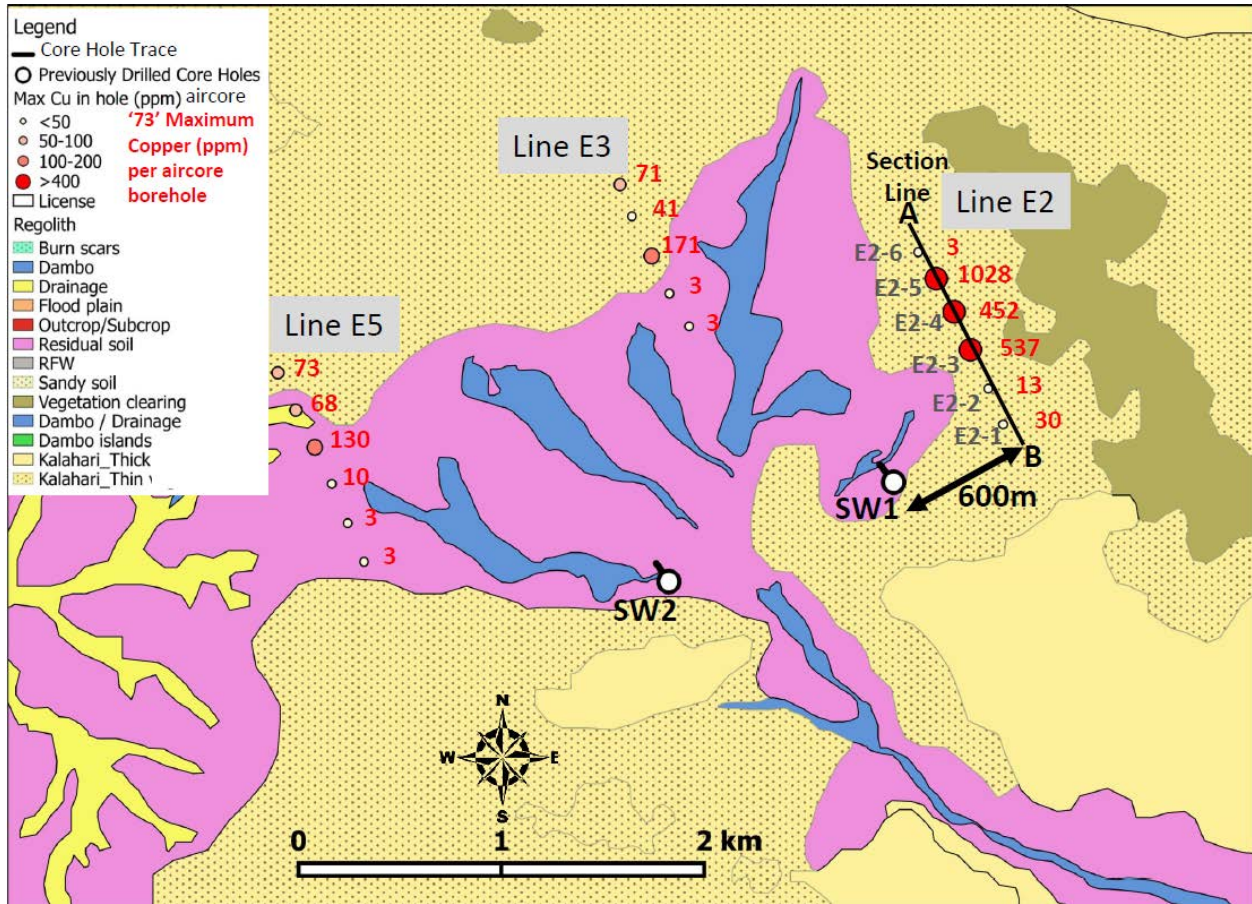 Legend
Core Hole Trace
Previously Drilled Core Holes
Max Cu in hole (ppm) aircore
<50
50-100
100-200
>400
'73' Maximum
Copper (ppm)
per aircore
borehole
License
Regolith
Burn scars
Dambo
Drainage
Flood plain
Outcrop/Subcrop
Residual soil
RFW
Sandy soil
Vegetation clearing
Dambo / Drainage
Dambo islands
Kalahari_Thick
Kalahari_Thin
Line E3
71
41
171
3
3
Section
Line
A
Line E2
E2-6
3
E2-5
1028
E2-4
452
E2-3
537
E2-2
13
E2-1
30
B
600m
SW1
SW2
Line E5
73
68
130
10
3
3
N
W
E
S
0
1
2 km